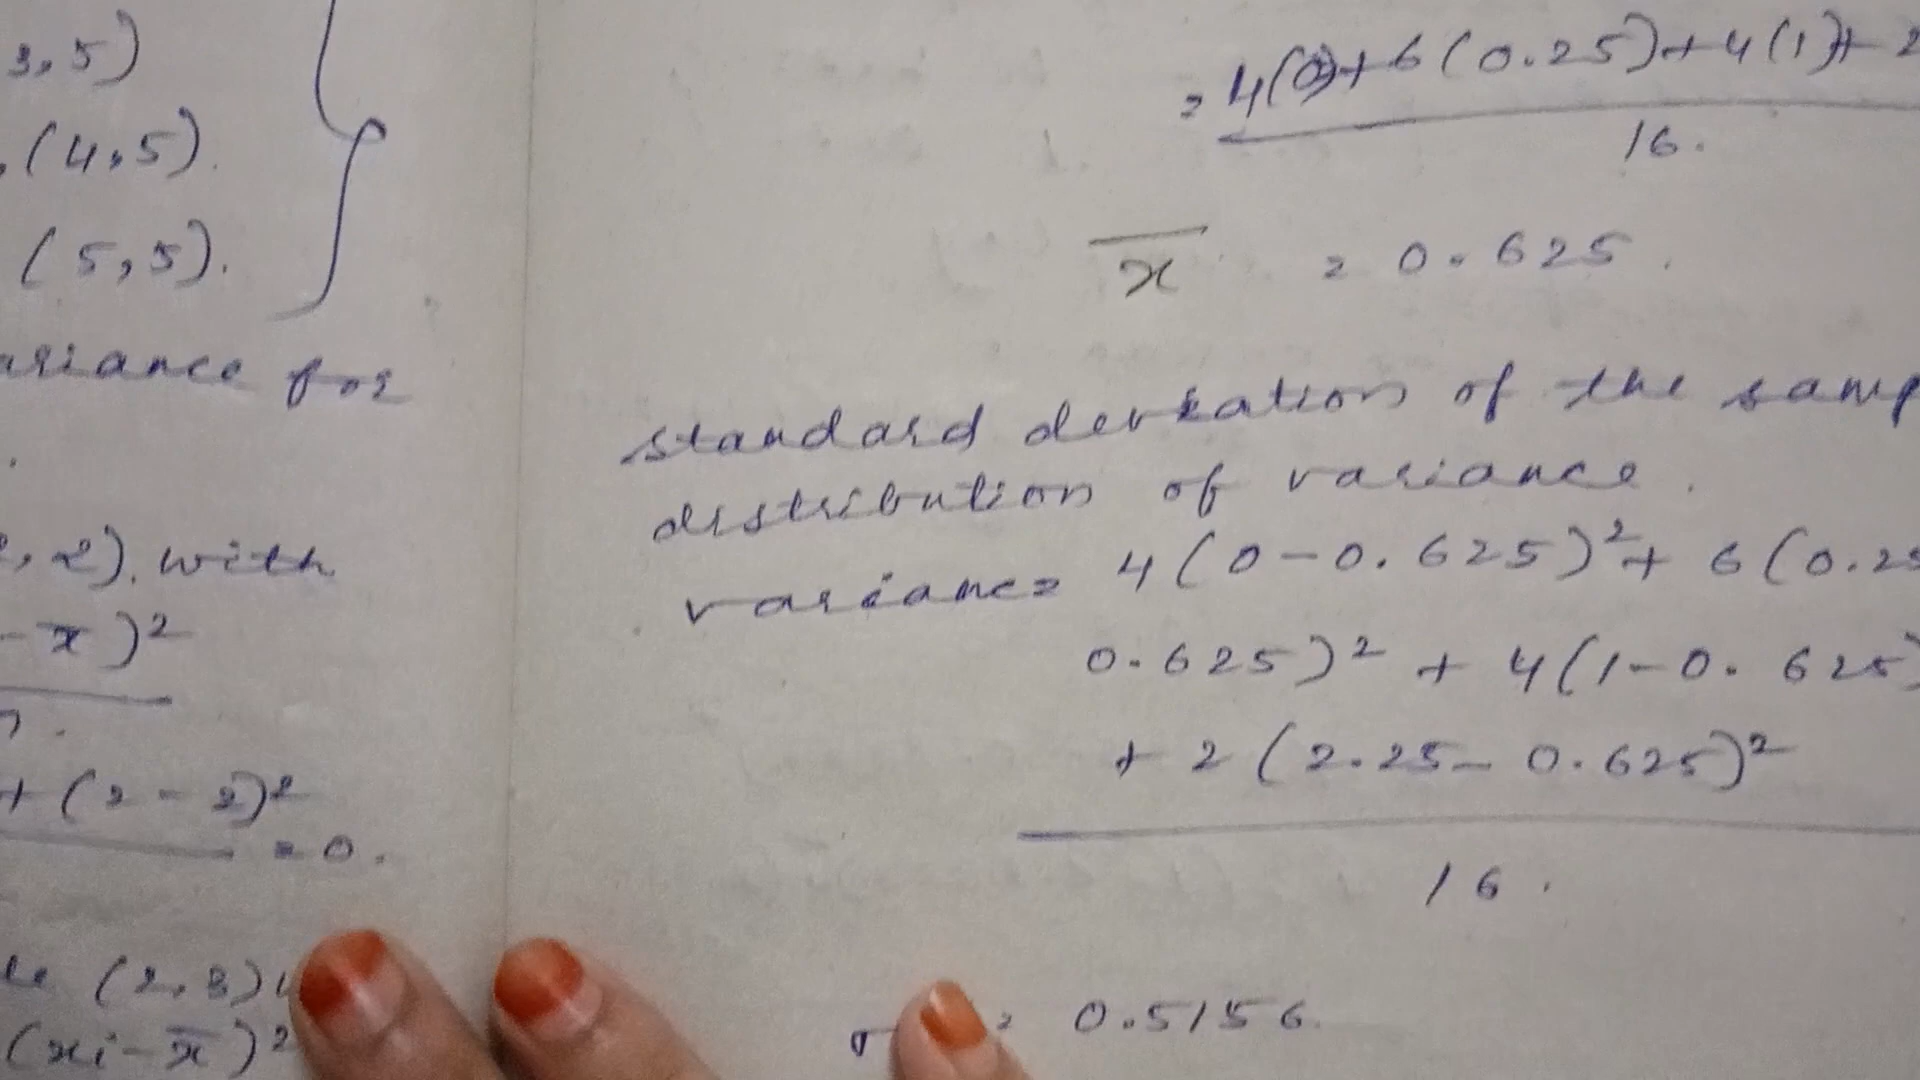 3,5)
(4,5).
(5,5).
ariance for
, 2). with
- x̄)²
+ (2 - 2)²
= 0.
(2,3)
(xi - x̄)²
= 4(0)+6(0.25)+4(1)+2
16.
x̄ = 0.625.
standard deviation of the samp
distribution of variance.
variance = 4(0-0.625)²+ 6(0.25
0.625)² + 4(1-0.625)
+ 2(2.25-0.625)²
16.
σ = 0.5156.